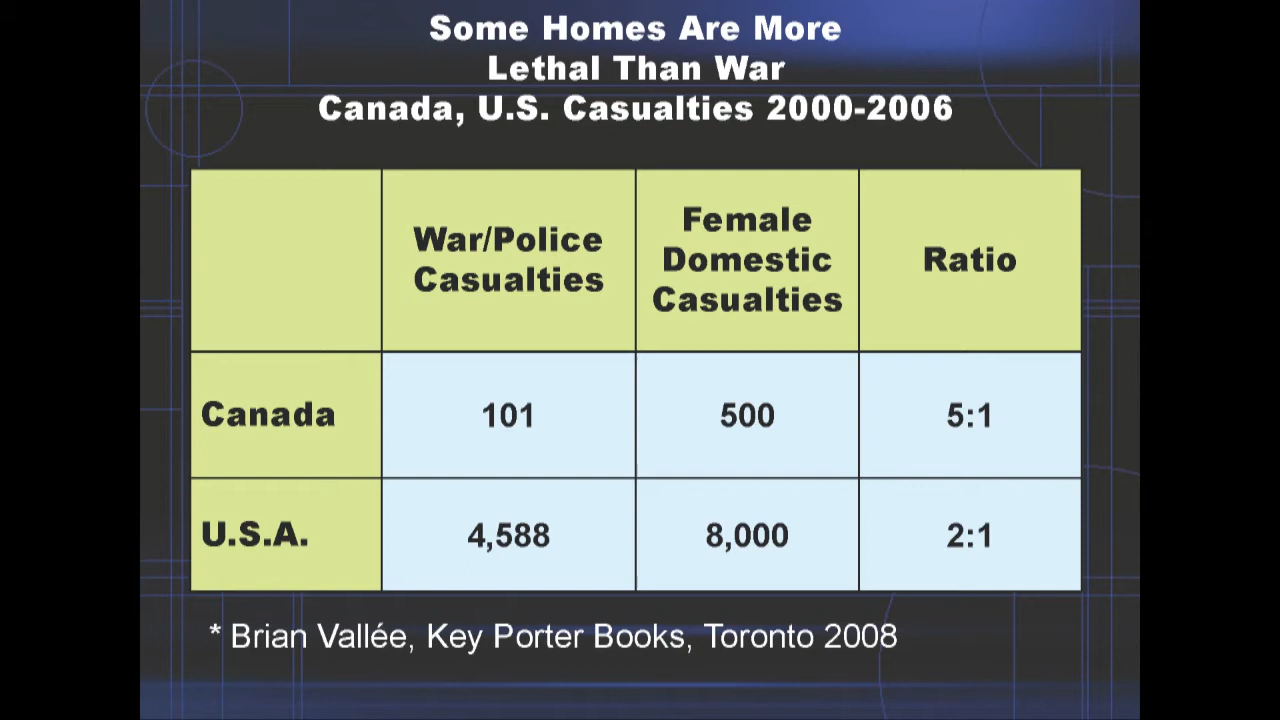 Some Homes Are More
Lethal Than War
Canada, U.S. Casualties 2000-2006
War/Police
Casualties
Female
Domestic
Casualties
Ratio
Canada 101 500 5:1
U.S.A. 4,588 8,000 2:1
* Brian Vallée, Key Porter Books, Toronto 2008